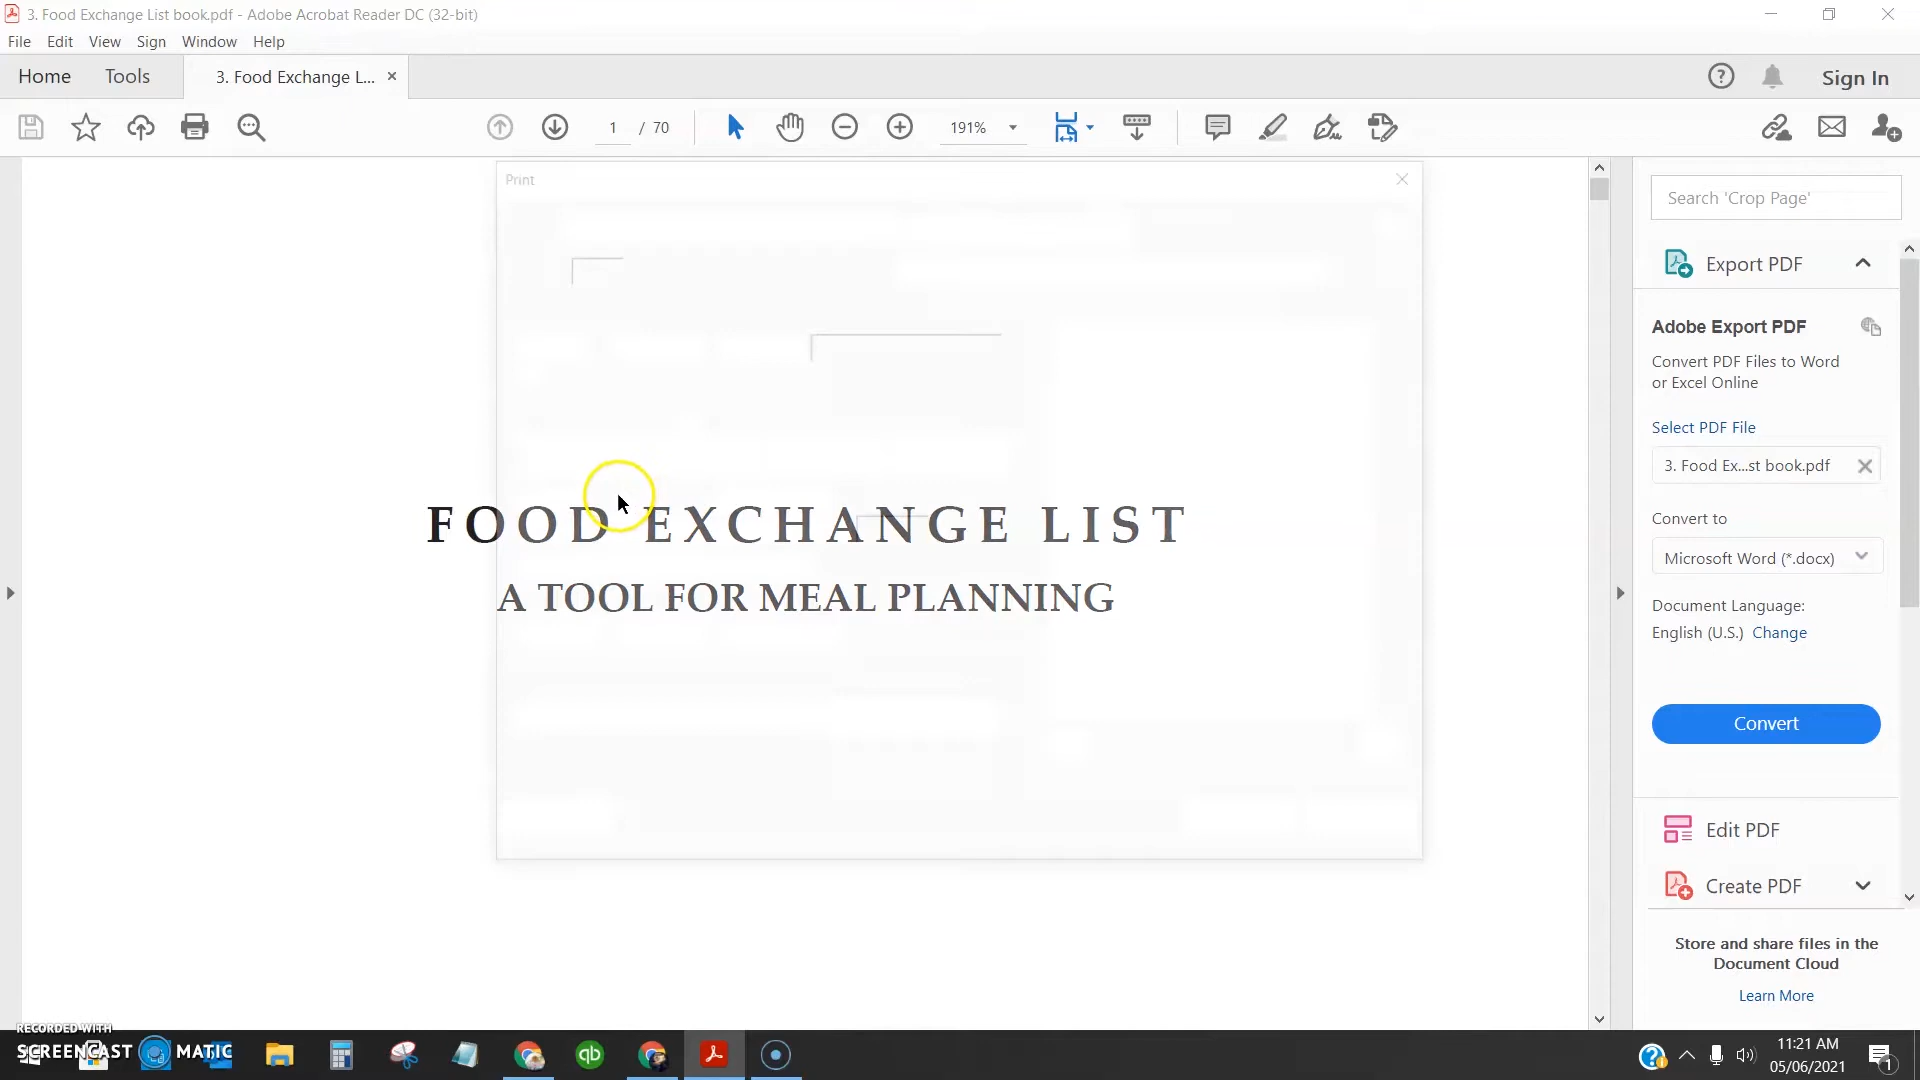 3. Food Exchange List book.pdf - Adobe Acrobat Reader DC (32-bit)
File Edit View Sign Window Help
Home Tools 3. Food Exchange L... Sign In
1 / 70 191%
Print
Search 'Crop Page'
Export PDF
Adobe Export PDF
Convert PDF Files to Word
or Excel Online
Select PDF File
3. Food Ex...st book.pdf
Convert to
Microsoft Word (*.docx)
Document Language:
English (U.S.) Change
Convert
FOOD EXCHANGE LIST
A TOOL FOR MEAL PLANNING
Edit PDF
Create PDF
Store and share files in the
Document Cloud
Learn More
RECORDED WITH
SCREENCAST MATIC
qb
11:21 AM
05/06/2021
1